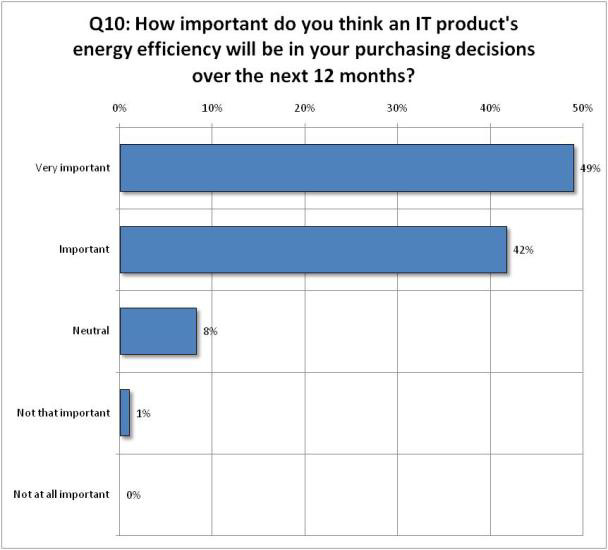 Q10: How important do you think an IT product's
energy efficiency will be in your purchasing decisions
over the next 12 months?
0% 10% 20% 30% 40% 50%
Very important 49%
Important 42%
Neutral 8%
Not that important 1%
Not at all important 0%